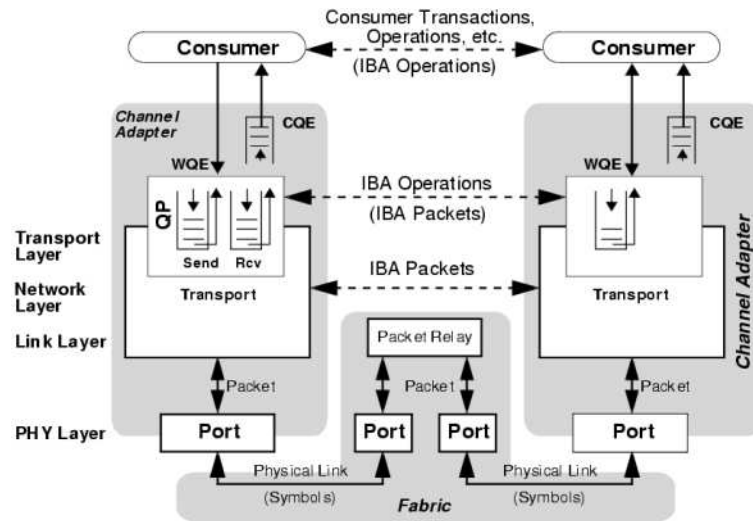 Consumer Transactions,
Operations, etc.
(IBA Operations)
Consumer
Consumer
Channel
Adapter
CQE
WQE
QP
Send
Rcv
Transport
IBA Operations
(IBA Packets)
IBA Packets
CQE
WQE
Transport
Channel Adapter
Transport
Layer
Network
Layer
Link Layer
PHY Layer
Packet
Port
Packet Relay
Packet
Port
Port
Packet
Port
Physical Link
(Symbols)
Physical Link
(Symbols)
Fabric